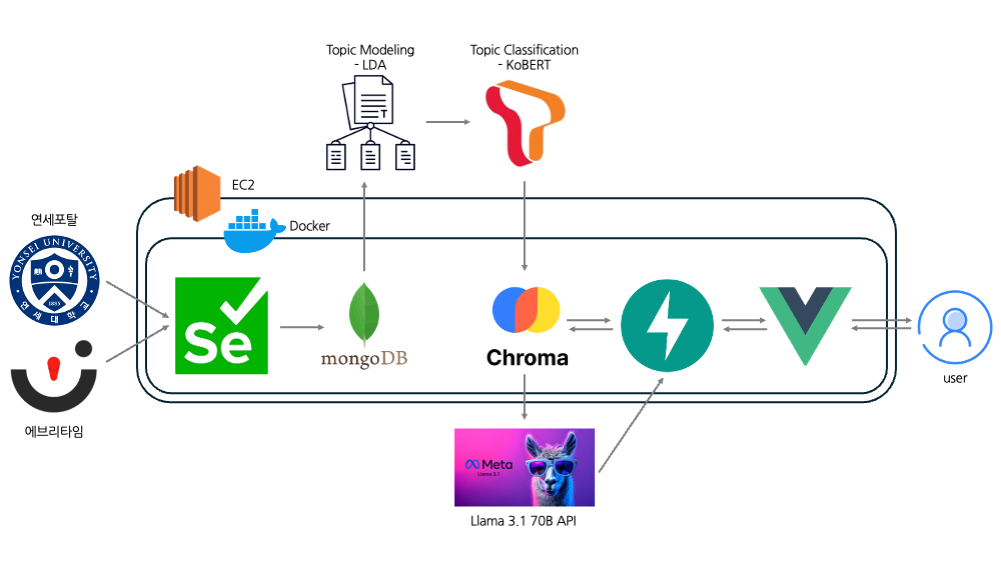 Topic Modeling
- LDA
Topic Classification
- KoBERT
T
EC2
Docker
연세포탈
YONSEI UNIVERSITY
1885
연세대학교
Se
mongoDB
Chroma
user
에브리타임
Meta
Llama 3.1
Llama 3.1 70B API